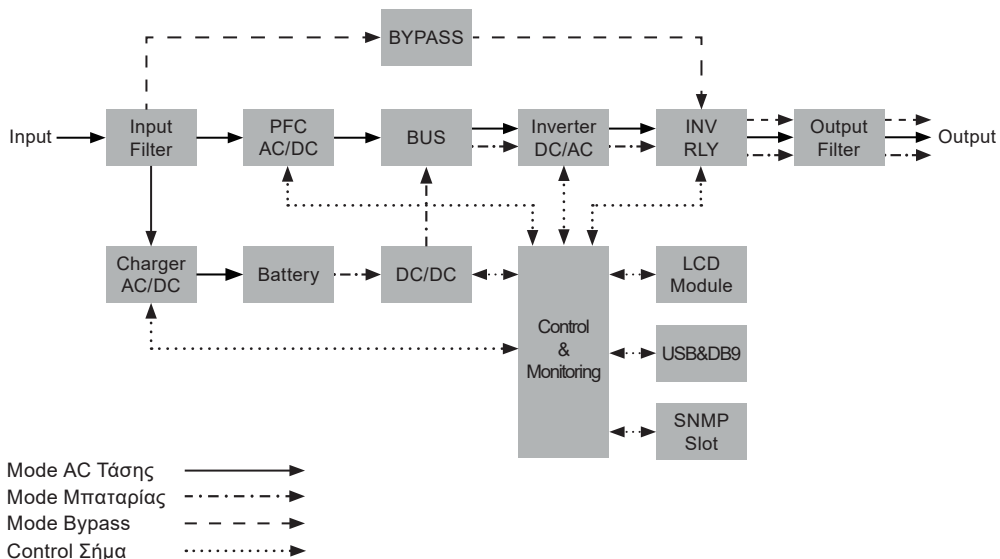 BYPASS
Input
Input
Filter
PFC
AC/DC
BUS
Inverter
DC/AC
INV
RLY
Output
Filter
Output
Charger
AC/DC
Battery
DC/DC
Control
&
Monitoring
LCD
Module
USB&DB9
SNMP
Slot
Mode AC Τάσης
Mode Μπαταρίας
Mode Bypass
Control Σήμα